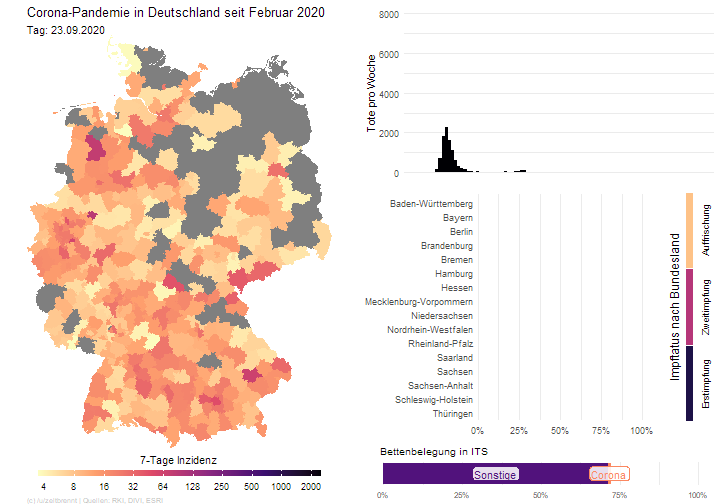 Corona-Pandemie in Deutschland seit Februar 2020
Tag: 23.09.2020
7-Tage Inzidenz
4 8 16 32 64 128 250 500 1000 2000
Tote pro Woche
8000
6000
4000
2000
0
Baden-Württemberg
Bayern
Berlin
Brandenburg
Bremen
Hamburg
Hessen
Mecklenburg-Vorpommern
Niedersachsen
Nordrhein-Westfalen
Rheinland-Pfalz
Saarland
Sachsen
Sachsen-Anhalt
Schleswig-Holstein
Thüringen
0% 25% 50% 75% 100%
Impfstatus nach Bundesland
Auffrischung
Zweitimpfung
Erstimpfung
Bettenbelegung in ITS
Sonstige
Corona
0% 25% 50% 75% 100%
Quellen: RKI, DIVI, ESRI